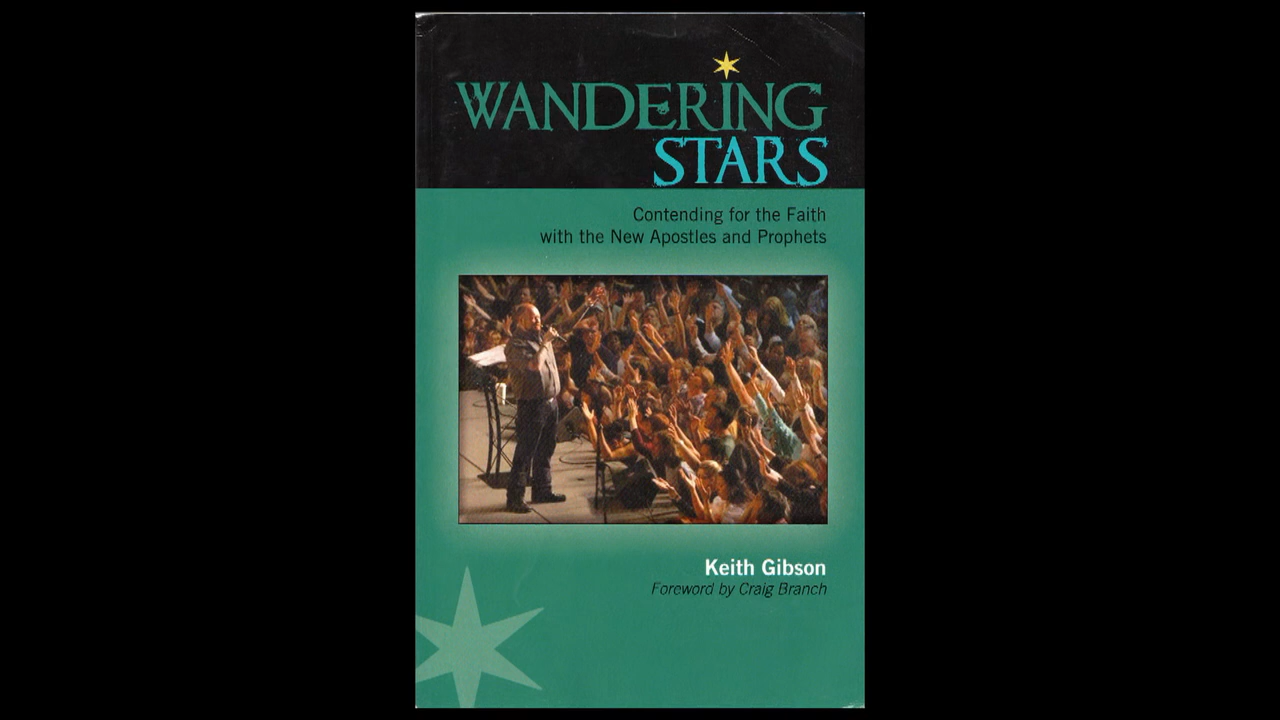 WANDERING
STARS
Contending for the Faith
with the New Apostles and Prophets
Keith Gibson
Foreword by Craig Branch